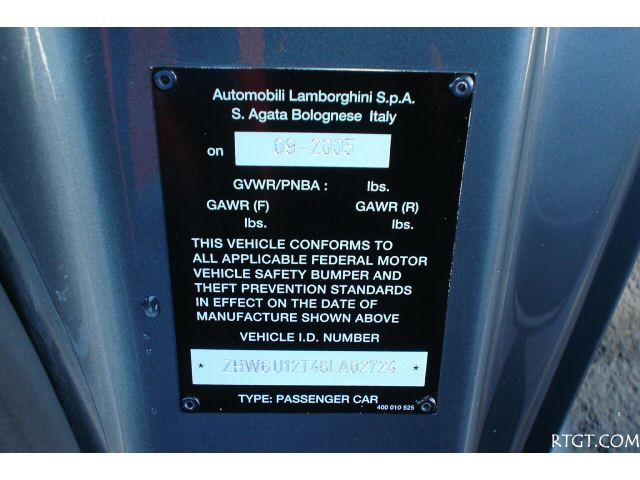 Automobili Lamborghini S.p.A.
S. Agata Bolognese Italy
on 09-2005
GVWR/PNBA : lbs.
GAWR (F) GAWR (R)
lbs. lbs.
THIS VEHICLE CONFORMS TO
ALL APPLICABLE FEDERAL MOTOR
VEHICLE SAFETY BUMPER AND
THEFT PREVENTION STANDARDS
IN EFFECT ON THE DATE OF
MANUFACTURE SHOWN ABOVE
VEHICLE I.D. NUMBER
* ZHWGU12T46LA02724 *
TYPE: PASSENGER CAR
400 010 525
RTGT.COM